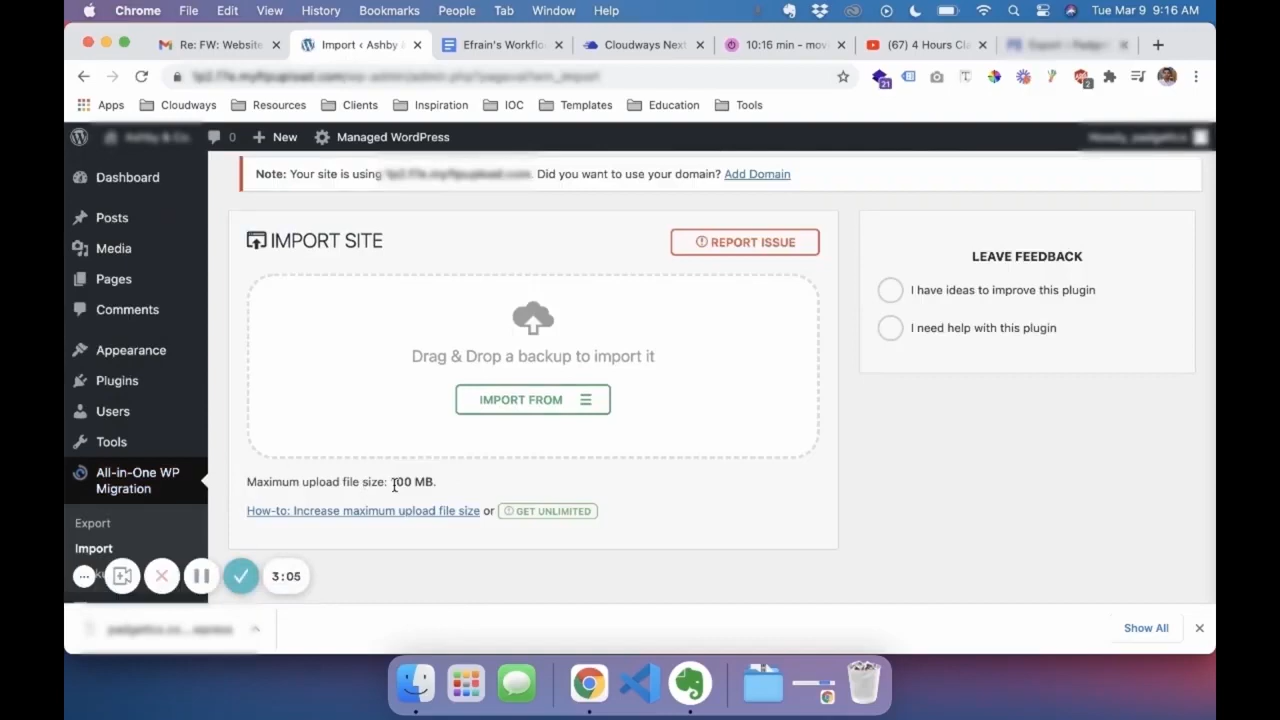 Chrome File Edit View History Bookmarks People Tab Window Help Tue Mar 9 9:16 AM
Re: FW: Website Import ‹ Ashby & Efrain's Workflo Cloudways Next 10:16 min - mov (67) 4 Hours Cla
21 2
Apps Cloudways Resources Clients Inspiration IOC Templates Education Tools
0 New Managed WordPress
Note: Your site is using . Did you want to use your domain? Add Domain
Dashboard
Posts
Media
Pages
Comments
Appearance
Plugins
Users
Tools
All-in-One WP
Migration
Export
Import
IMPORT SITE
REPORT ISSUE
Drag & Drop a backup to import it
IMPORT FROM
Maximum upload file size: 100 MB.
How-to: Increase maximum upload file size or GET UNLIMITED
LEAVE FEEDBACK
I have ideas to improve this plugin
I need help with this plugin
3:05
Show All